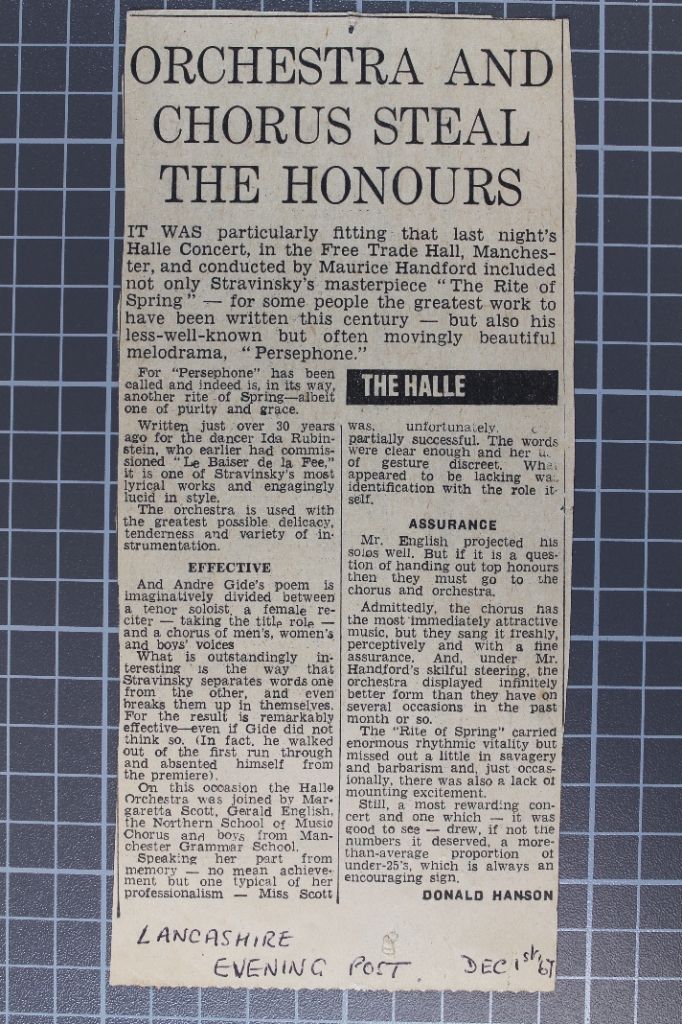 ORCHESTRA AND
CHORUS STEAL
THE HONOURS
IT WAS particularly fitting that last night's
Halle Concert, in the Free Trade Hall, Manches-
ter, and conducted by Maurice Handford included
not only Stravinsky's masterpiece "The Rite of
Spring" — for some people the greatest work to
have been written this century — but also his
less-well-known but often movingly beautiful
melodrama, "Persephone."
For "Persephone" has been
called and indeed is, in its way,
another rite of Spring—albeit
one of purity and grace.
Written just over 30 years
ago for the dancer Ida Rubin-
stein, who earlier had commis-
sioned "Le Baiser de la Fee,"
it is one of Stravinsky's most
lyrical works and engagingly
lucid in style.
The orchestra is used with
the greatest possible delicacy,
tenderness and variety of in-
strumentation.
EFFECTIVE
And Andre Gide's poem is
imaginatively divided between
a tenor soloist, a female re-
citer — taking the title role —
and a chorus of men's, women's
and boys' voices
What is outstandingly in-
teresting is the way that
Stravinsky separates words one
from the other, and even
breaks them up in themselves.
For the result is remarkably
effective—even if Gide did not
think so. (In fact, he walked
out of the first run through
and absented himself from
the premiere).
On this occasion the Halle
Orchestra was joined by Mar-
garetta Scott, Gerald English,
the Northern School of Music
Chorus and boys from Man-
chester Grammar School.
Speaking her part from
memory — no mean achieve-
ment but one typical of her
professionalism — Miss Scott
THE HALLE
was, unfortunately,
partially successful. The words
were clear enough and her
of gesture discreet.
appeared to be lacking
identification with the role it-
self.
ASSURANCE
Mr. English projected his
solos well. But if it is a ques-
tion of handing out top honours
then they must go to the
chorus and orchestra.
Admittedly, the chorus has
the most immediately attractive
music, but they sang it freshly,
perceptively and with a fine
assurance. And, under Mr.
Handford's skilful steering, the
orchestra displayed infinitely
better form than they have on
several occasions in the past
month or so.
The "Rite of Spring" carried
enormous rhythmic vitality but
missed out a little in savagery
and barbarism and, just occas-
ionally, there was also a lack of
mounting excitement.
Still, a most rewarding con-
cert and one which — it was
good to see — drew, if not the
numbers it deserved, a more-
than-average proportion of
under-25's, which is always an
encouraging sign.
DONALD HANSON
LANCASHIRE
EVENING POST. DEC 1st/67